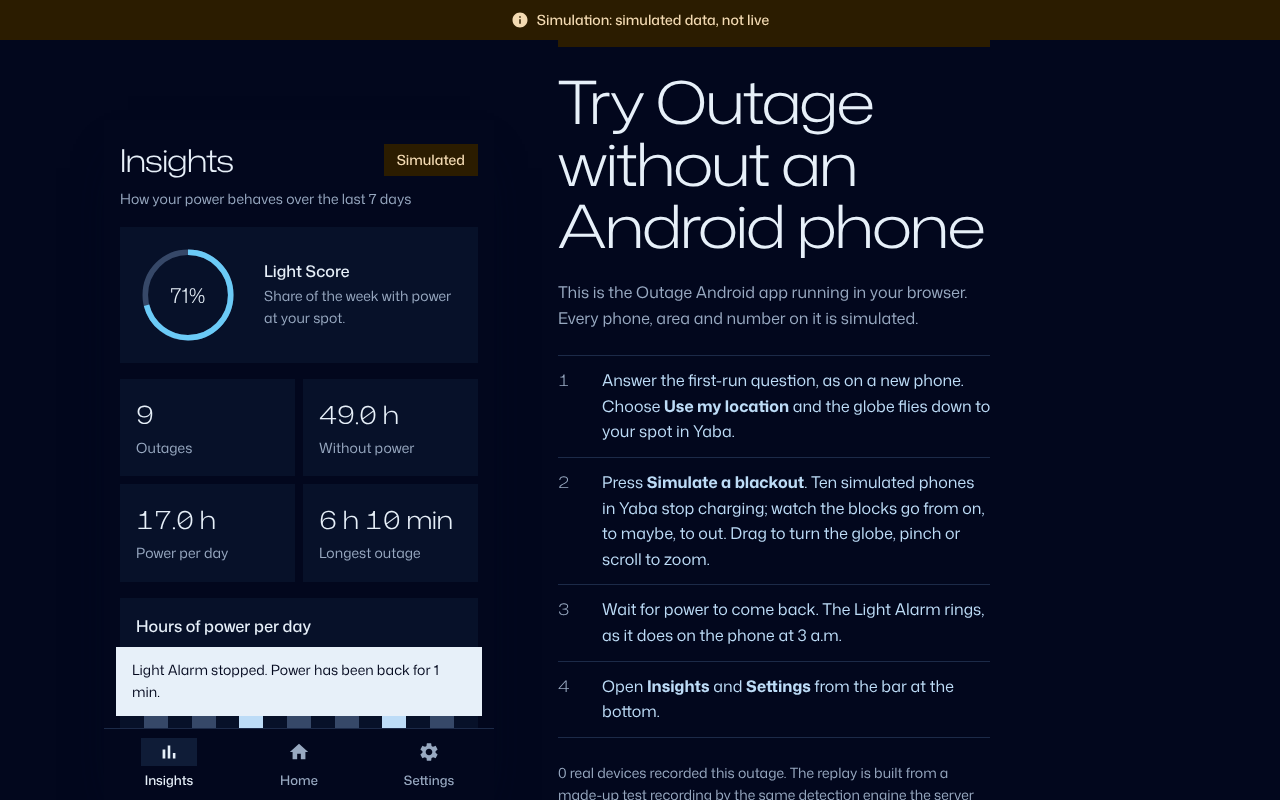 Simulation: simulated data, not live
Insights
Simulated
How your power behaves over the last 7 days
71%
Light Score
Share of the week with power
at your spot.
9
Outages
49.0 h
Without power
17.0 h
Power per day
6 h 10 min
Longest outage
Hours of power per day
Light Alarm stopped. Power has been back for 1
min.
Insights
Home
Settings
Try Outage
without an
Android phone
This is the Outage Android app running in your browser.
Every phone, area and number on it is simulated.
1
Answer the first-run question, as on a new phone.
Choose Use my location and the globe flies down to
your spot in Yaba.
2
Press Simulate a blackout. Ten simulated phones
in Yaba stop charging; watch the blocks go from on,
to maybe, to out. Drag to turn the globe, pinch or
scroll to zoom.
3
Wait for power to come back. The Light Alarm rings,
as it does on the phone at 3 a.m.
4
Open Insights and Settings from the bar at the
bottom.
0 real devices recorded this outage. The replay is built from a
made-up test recording by the same detection engine the server